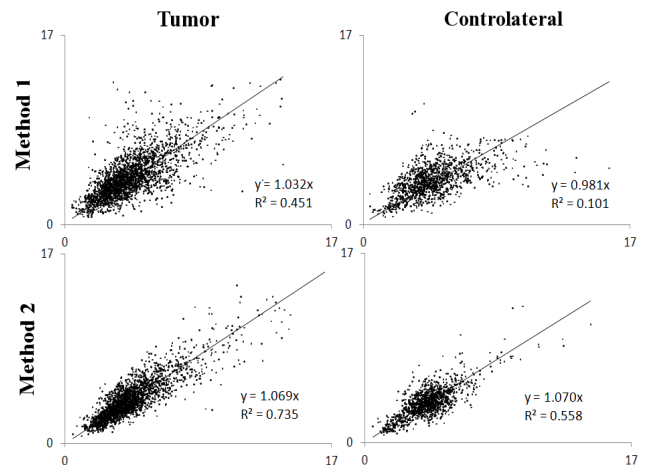 Tumor
Controlateral
Method 1
17
0
0
17
y = 1.032x
R² = 0.451
17
0
0
17
y = 0.981x
R² = 0.101
Method 2
17
0
0
17
y = 1.069x
R² = 0.735
17
0
0
17
y = 1.070x
R² = 0.558